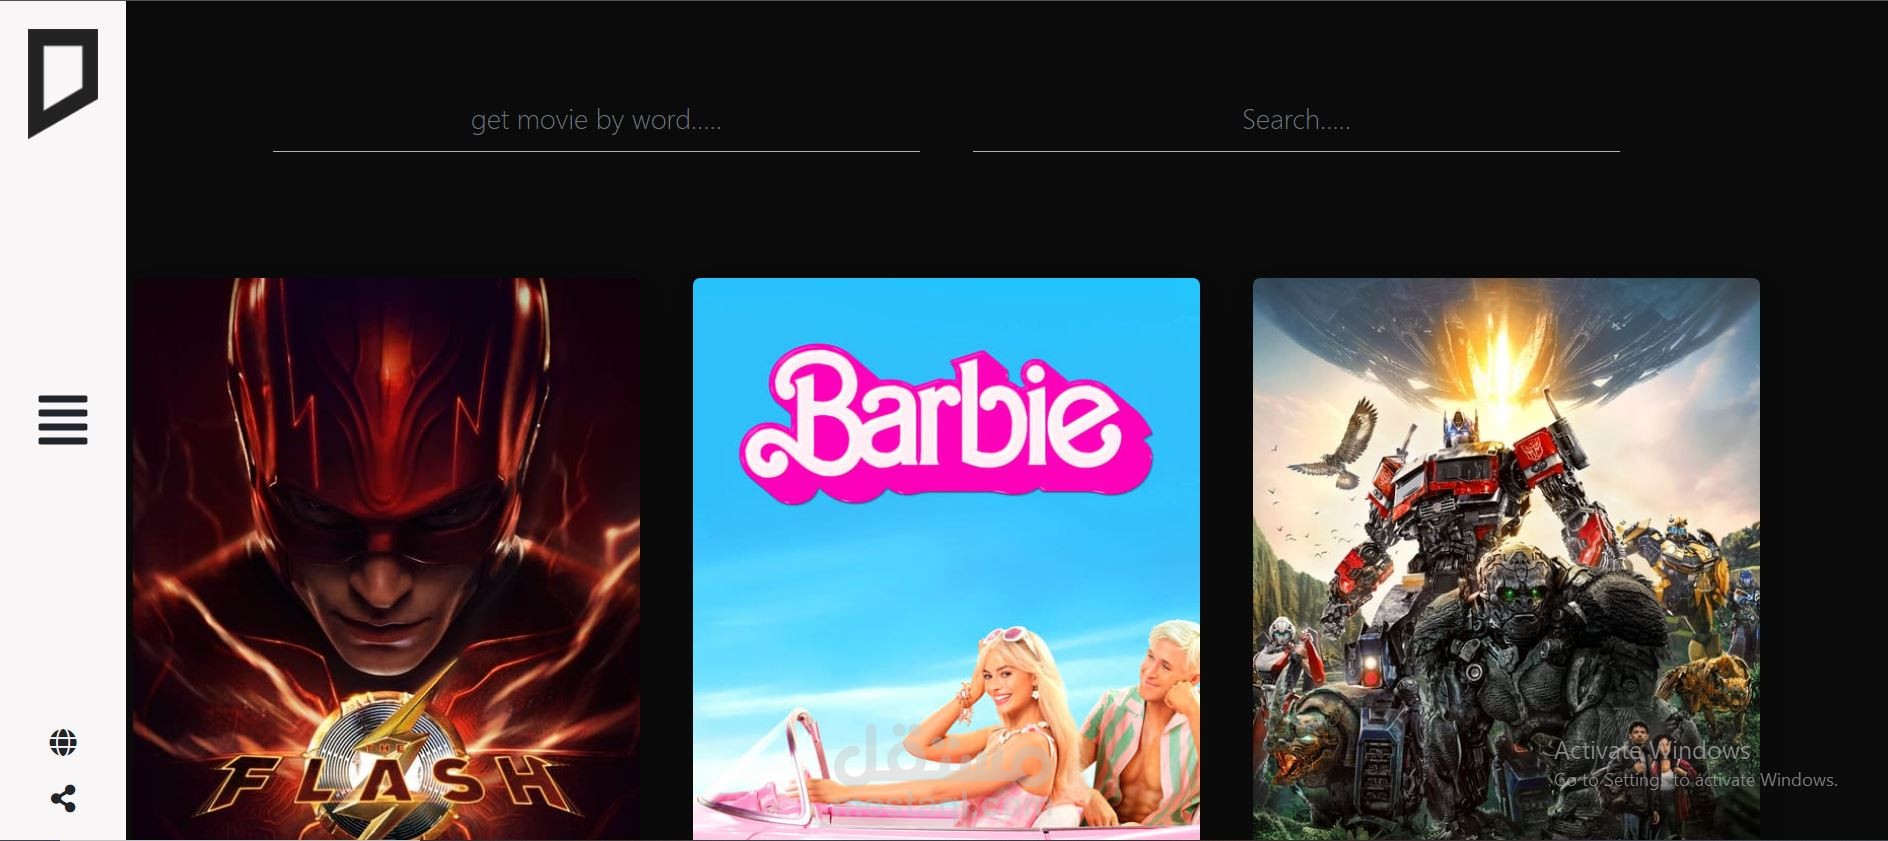 get movie by word.....
Search.....
Barbie
THE
FLASH
مستقل
Activate Windows
Go to Settings to activate Windows.